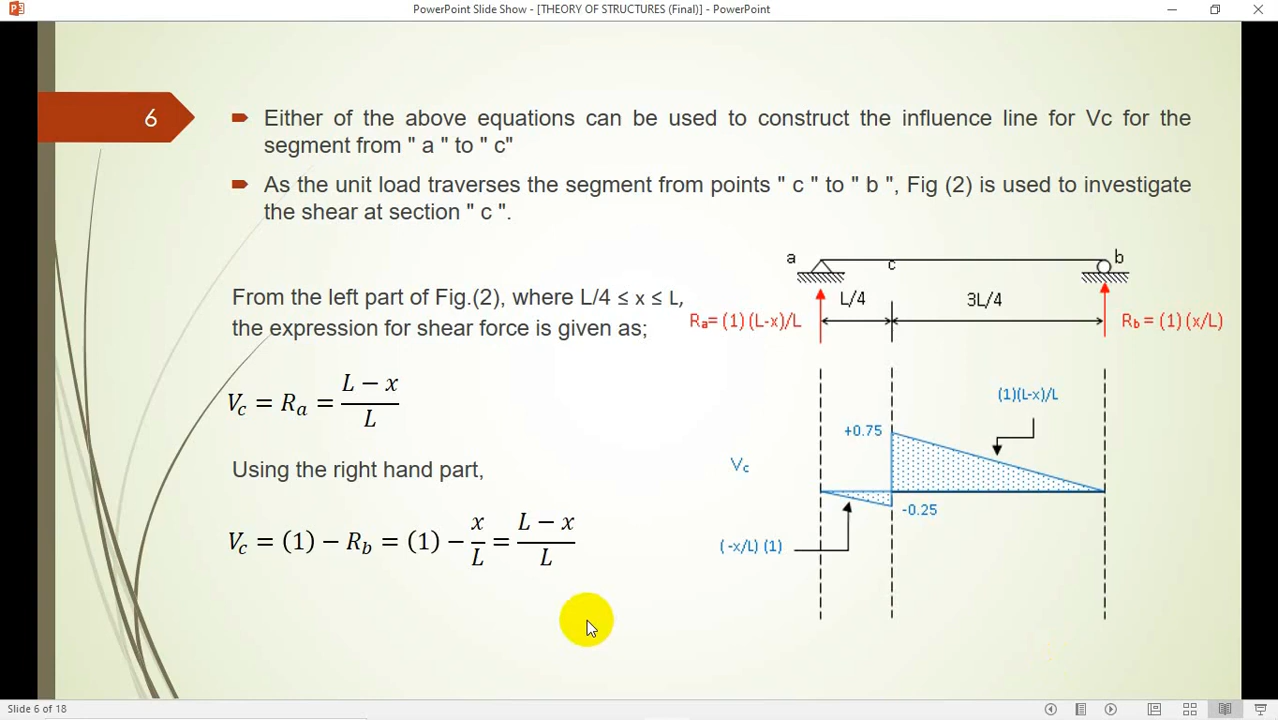 PowerPoint Slide Show - [THEORY OF STRUCTURES (Final)] - PowerPoint
6
Either of the above equations can be used to construct the influence line for Vc for the
segment from " a " to " c"
As the unit load traverses the segment from points " c " to " b ", Fig (2) is used to investigate
the shear at section " c ".
From the left part of Fig.(2), where L/4 ≤ x ≤ L,
the expression for shear force is given as;
V_c = R_a = (L − x)/L
Using the right hand part,
V_c = (1) − R_b = (1) − x/L = (L − x)/L
a
c
b
L/4
3L/4
Ra= (1) (L-x)/L
Rb = (1) (x/L)
(1)(L-x)/L
+0.75
Vc
-0.25
( -x/L) (1)
Slide 6 of 18